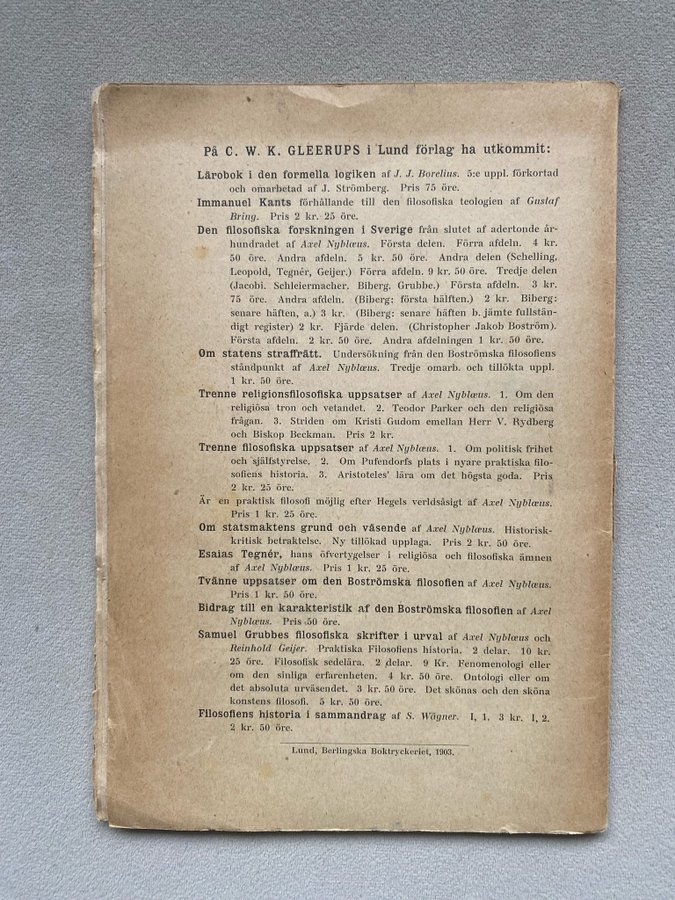 På C. W. K. GLEERUPS i Lund förlag ha utkommit:
Lärobok i den formella logiken af J. J. Borelius. 5:e uppl. förkortad
och omarbetad af J. Strömberg. Pris 75 öre.
Immanuel Kants förhållande till den filosofiska teologien af Gustaf
Bring. Pris 2 kr. 25 öre.
Den filosofiska forskningen i Sverige från slutet af adertonde år-
hundradet af Axel Nyblæus. Första delen. Förra afdeln. 4 kr.
50 öre. Andra afdeln. 5 kr. 50 öre. Andra delen (Schelling,
Leopold, Tegnér, Geijer.) Förra afdeln. 9 kr. 50 öre. Tredje delen
(Jacobi. Schleiermacher. Biberg. Grubbe.) Första afdeln. 3 kr.
75 öre. Andra afdeln. (Biberg: första hälften.) 2 kr. Biberg:
senare häften, a.) 3 kr. (Biberg: senare häften b. jämte fullstän-
digt register) 2 kr. Fjärde delen. (Christopher Jakob Boström).
Första afdeln. 2 kr. 50 öre. Andra afdelningen 1 kr. 50 öre.
Om statens straffrätt. Undersökning från den Boströmska filosofiens
ståndpunkt af Axel Nyblæus. Tredje omarb. och tillökta uppl.
1 kr. 50 öre.
Trenne religionsfilosofiska uppsatser af Axel Nyblæus. 1. Om den
religiösa tron och vetandet. 2. Teodor Parker och den religiösa
frågan. 3. Striden om Kristi Gudom emellan Herr V. Rydberg
och Biskop Beckman. Pris 2 kr.
Trenne filosofiska uppsatser af Axel Nyblæus. 1. Om politisk frihet
och själfstyrelse. 2. Om Pufendorfs plats i nyare praktiska filo-
sofiens historia. 3. Aristoteles' lära om det högsta goda. Pris
2 kr. 25 öre.
Är en praktisk filosofi möjlig efter Hegels verldsåsigt af Axel Nyblæus.
Pris 1 kr. 25 öre.
Om statsmaktens grund och väsende af Axel Nyblæus. Historisk-
kritisk betraktelse. Ny tillökad upplaga. Pris 2 kr. 50 öre.
Esaias Tegnér, hans öfvertygelser i religiösa och filosofiska ämnen
af Axel Nyblæus. Pris 1 kr. 25 öre.
Tvänne uppsatser om den Boströmska filosofien af Axel Nyblæus.
Pris 1 kr. 50 öre.
Bidrag till en karakteristik af den Boströmska filosofien af Axel
Nyblæus. Pris 50 öre.
Samuel Grubbes filosofiska skrifter i urval af Axel Nyblæus och
Reinhold Geijer. Praktiska Filosofiens historia. 2 delar. 10 kr.
25 öre. Filosofisk sedelära. 2 delar. 9 Kr. Fenomenologi eller
om den sinliga erfarenheten. 4 kr. 50 öre. Ontologi eller om
det absoluta urväsendet. 3 kr. 50 öre. Det skönas och den sköna
konstens filosofi. 5 kr. 50 öre.
Filosofiens historia i sammandrag af S. Wägner. I, 1. 3 kr. I, 2.
2 kr. 50 öre.
Lund, Berlingska Boktryckeriet, 1903.